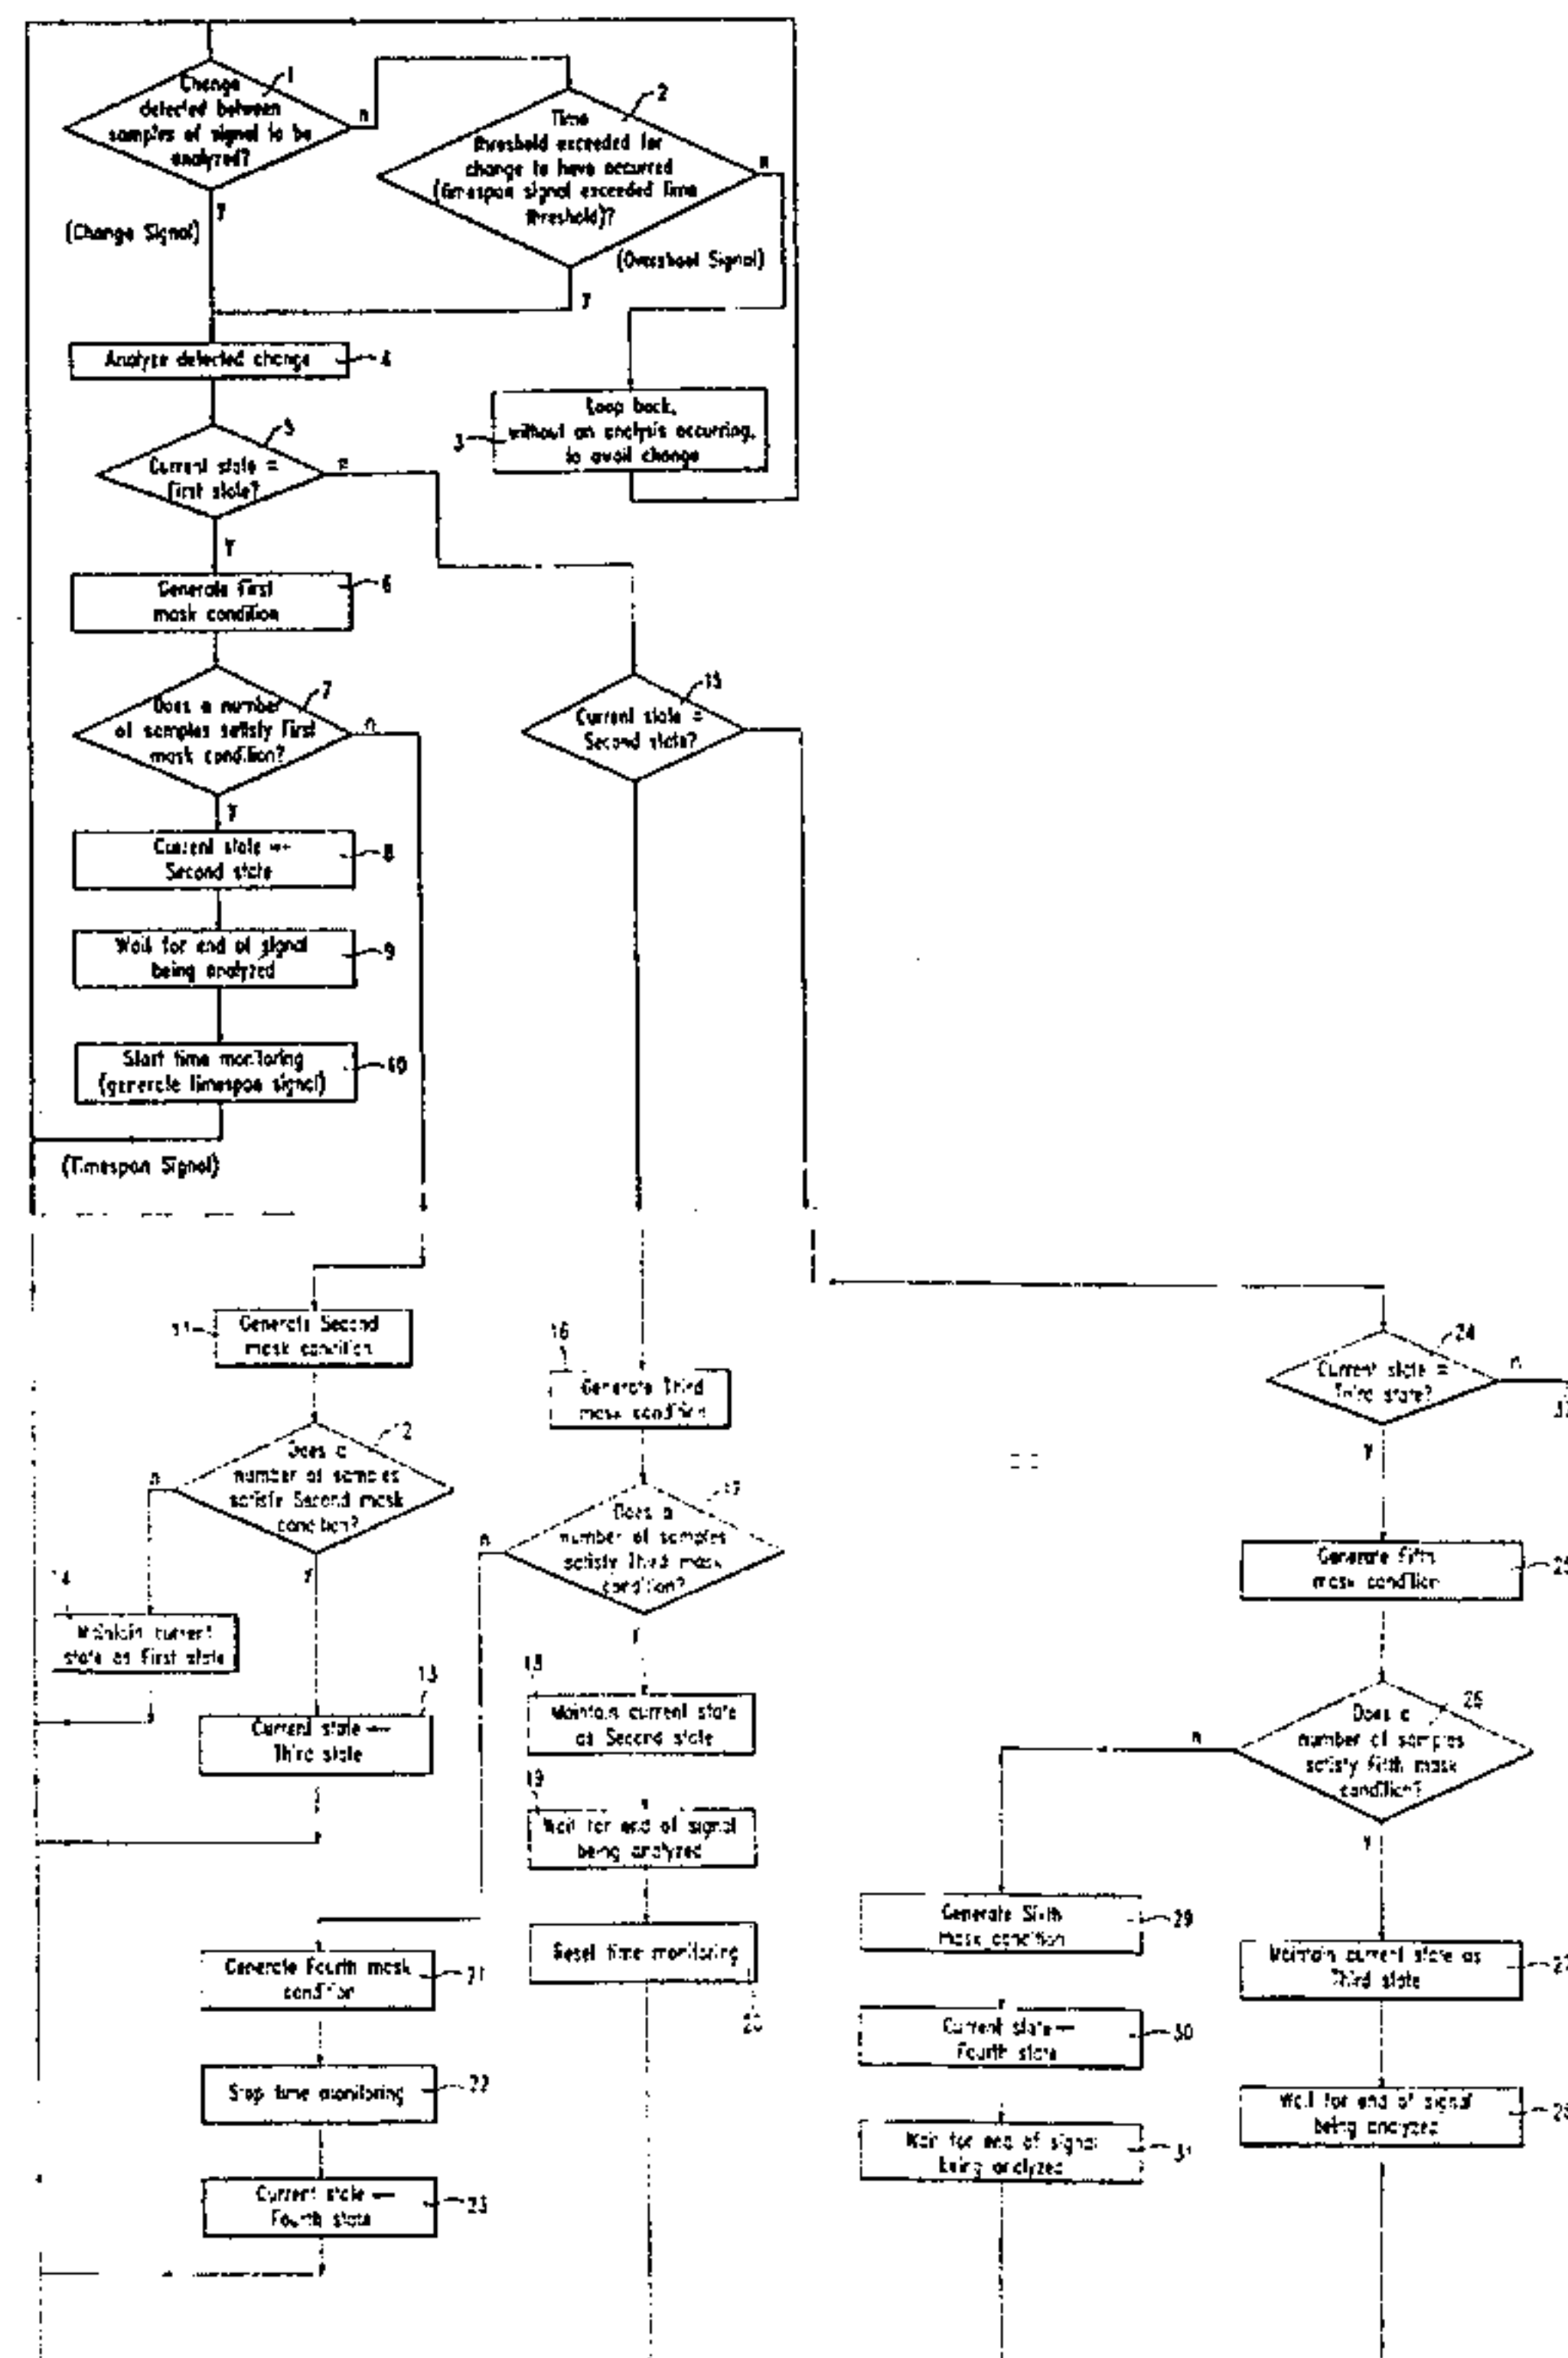 Change
detected between
samples of signal to be
analyzed?
1
n
Y
(Change Signal)
Time
threshold exceeded for
change to have occurred
(timespan signal exceeded time
threshold)?
2
n
(Overshoot Signal)
Y
Analyze detected change
4
Loop back,
without an analysis occurring,
to await change
3
Current state =
First state?
5
n
Y
Generate First
mask condition
6
Does a number
of samples satisfy First
mask condition?
7
n
Y
Current state =
Second state?
15
Current state
Second state
8
Wait for end of signal
being analyzed
9
Start time monitoring
(generate timespan signal)
10
(Timespan Signal)
Generate Second
mask condition
11
Does a
number of samples
satisfy Second mask
condition?
12
n
Y
14
Maintain current
state as First state
13
Current state
Third state
16
Generate Third
mask condition
Does a
number of samples
satisfy Third mask
condition?
17
n
Y
18
Maintain current state
as Second state
19
Wait for end of signal
being analyzed
Reset time monitoring
20
Generate Fourth mask
condition
21
Stop time monitoring
22
Current state
Fourth state
23
Current state =
Third state?
24
n
Y
Generate Fifth
mask condition
Does a
number of samples
satisfy Fifth mask
condition?
26
n
Y
Generate Sixth
mask condition
29
Current state
Fourth state
30
Wait for end of signal
being analyzed
31
Maintain current state as
Third state
Wait for end of signal
being analyzed